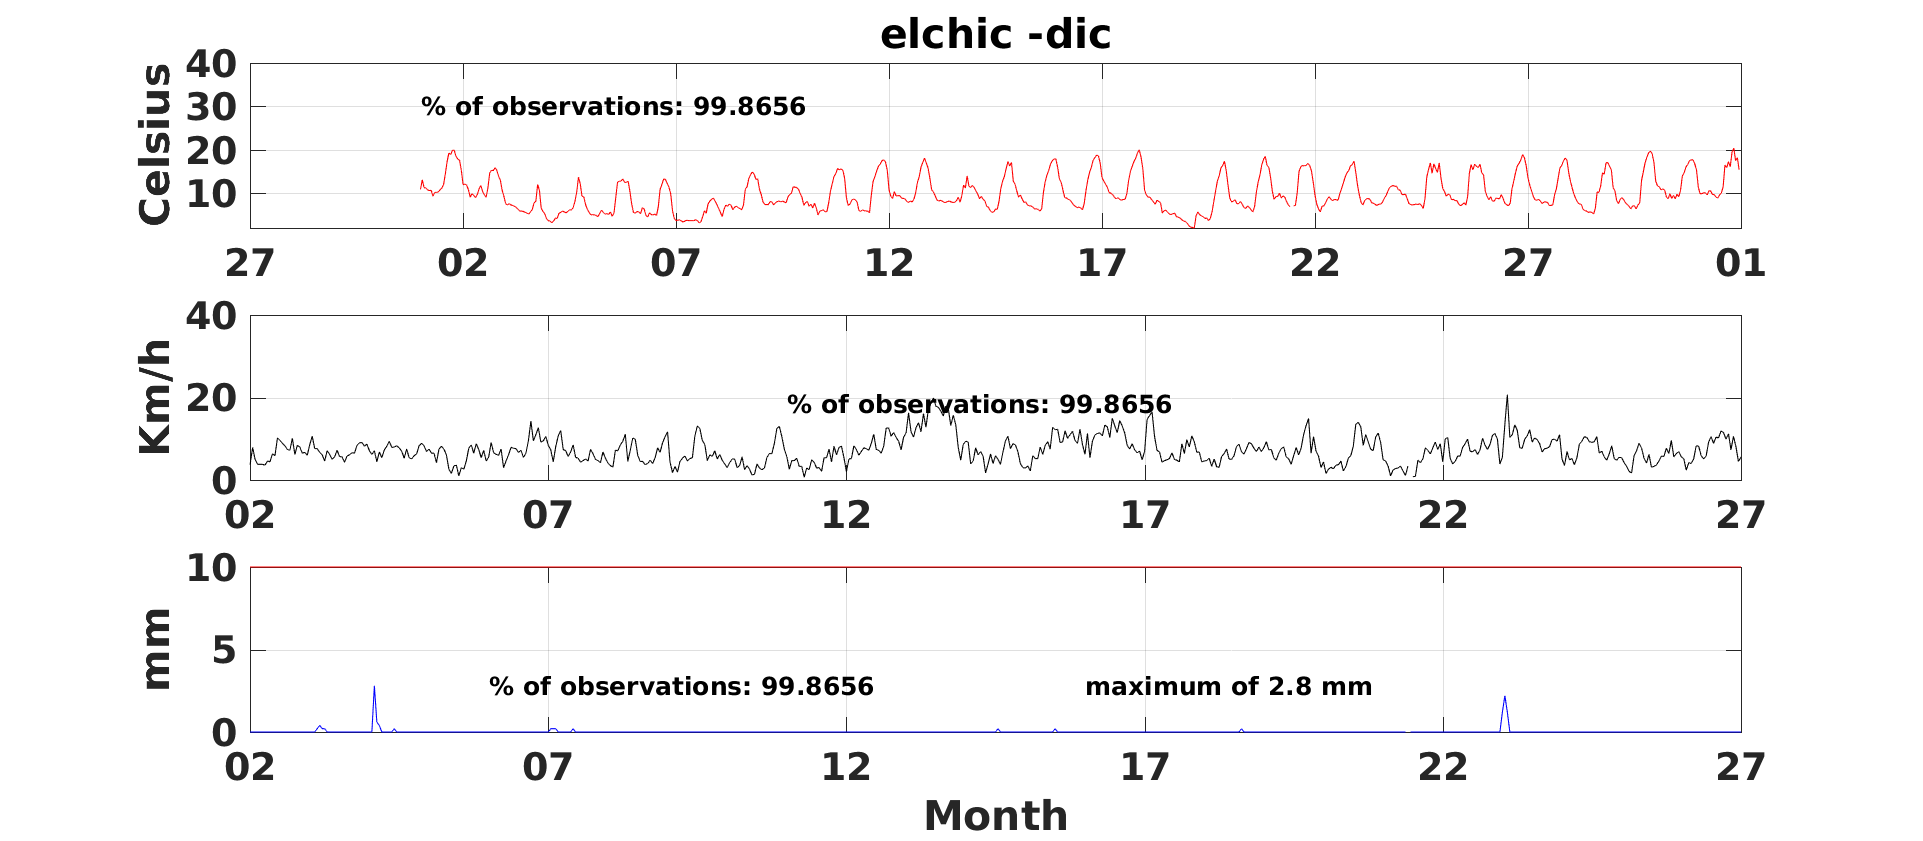 elchic -dic
Celsius
40
30
20
10
% of observations: 99.8656
27 02 07 12 17 22 27 01
Km/h
40
20
0
% of observations: 99.8656
02 07 12 17 22 27
mm
10
5
0
% of observations: 99.8656 maximum of 2.8 mm
02 07 12 17 22 27
Month